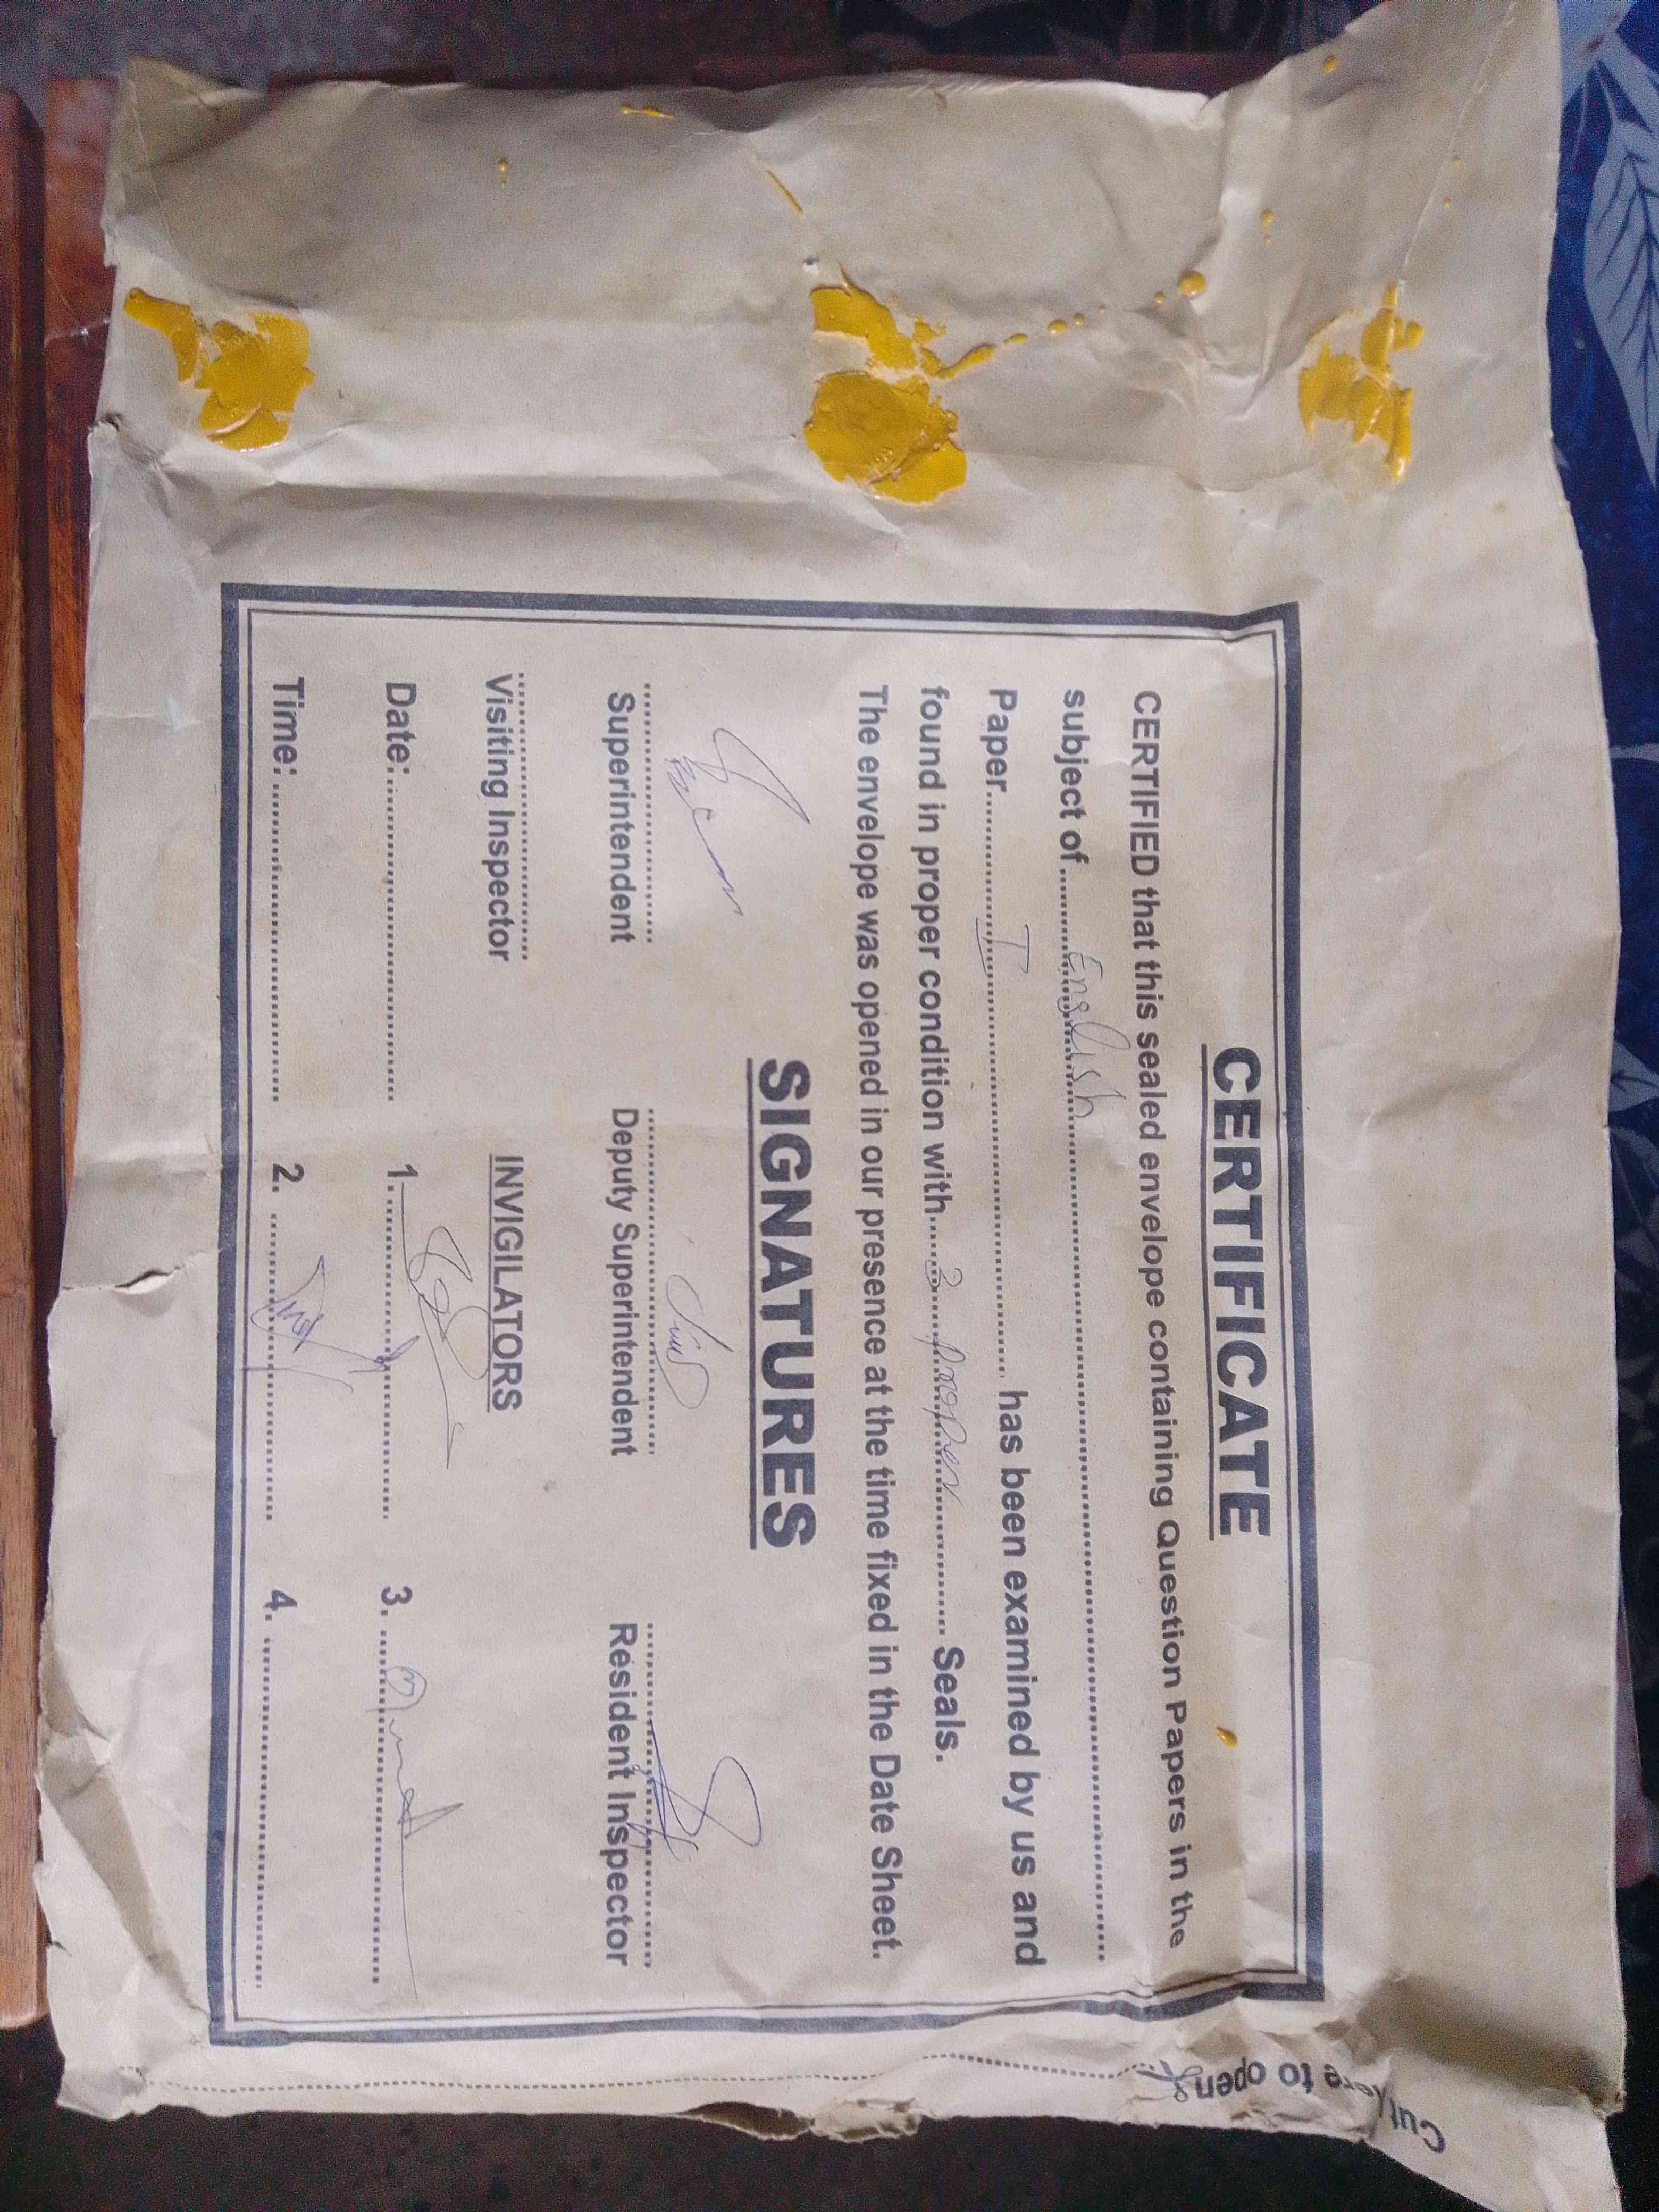 CERTIFICATE
CERTIFIED that this sealed envelope containing Question Papers in the
subject of English
Paper I has been examined by us and
found in proper condition with 3 proper Seals.
The envelope was opened in our presence at the time fixed in the Date Sheet.
SIGNATURES
Superintendent Deputy Superintendent Resident Inspector
Visiting Inspector INVIGILATORS
Date: 1. 3.
Time: 2. 4.
Cut here to open